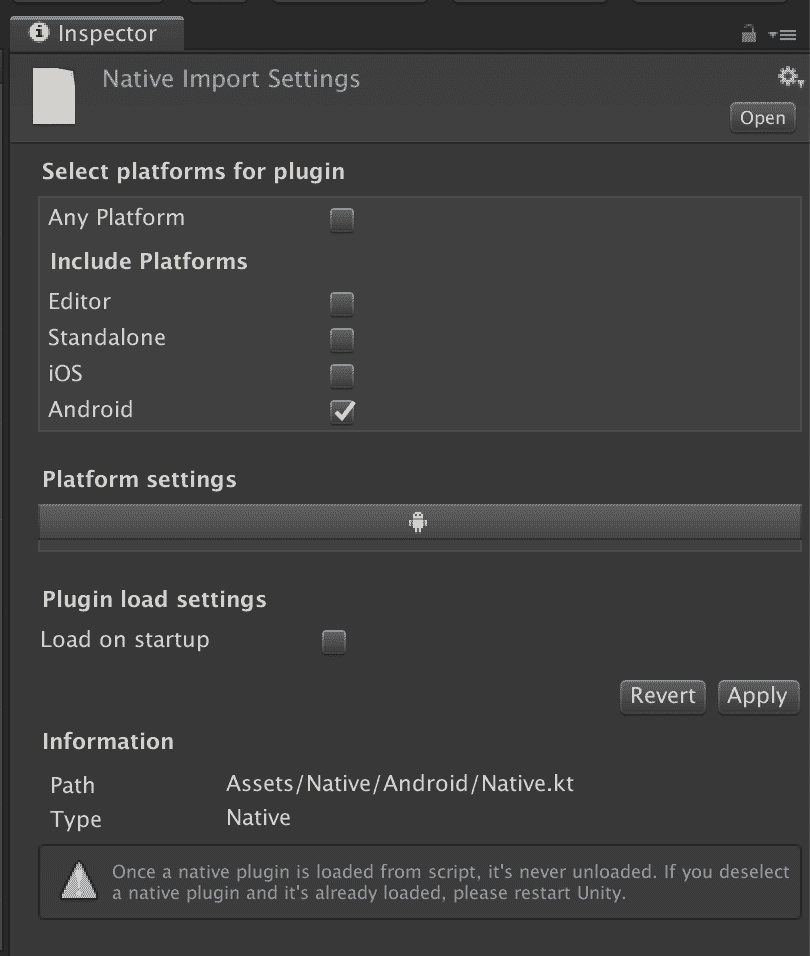 Inspector
Native Import Settings
Open
Select platforms for plugin
Any Platform
Include Platforms
Editor
Standalone
iOS
Android
Platform settings
Plugin load settings
Load on startup
Revert Apply
Information
Path Assets/Native/Android/Native.kt
Type Native
Once a native plugin is loaded from script, it's never unloaded. If you deselect
a native plugin and it's already loaded, please restart Unity.